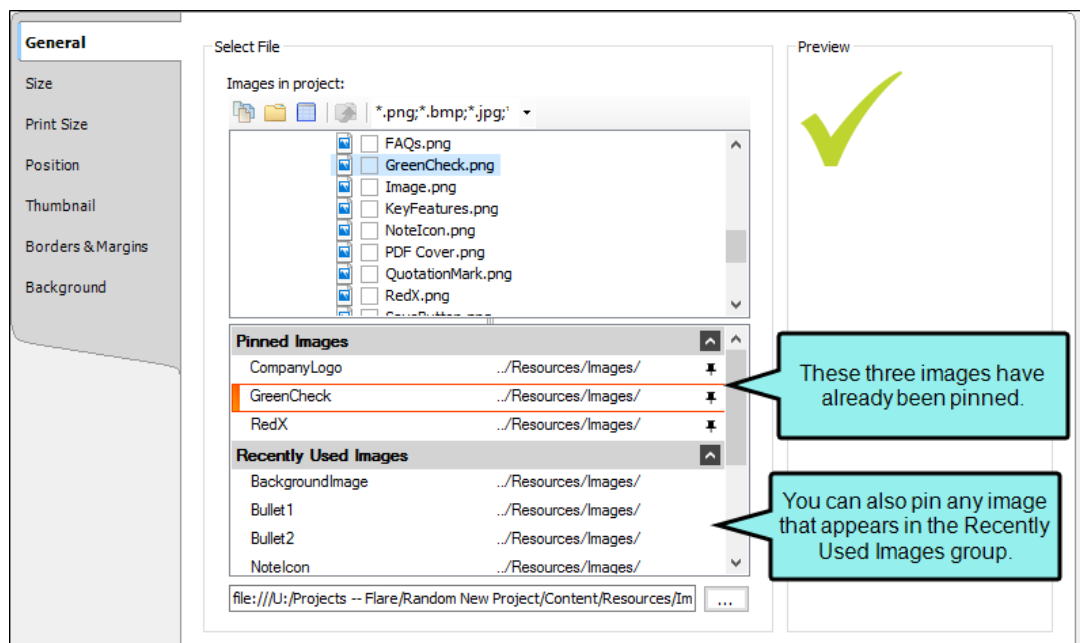 General
Size
Print Size
Position
Thumbnail
Borders & Margins
Background
Select File
Images in project:
*.png;*.bmp;*.jpg;*
FAQs.png
GreenCheck.png
Image.png
KeyFeatures.png
NoteIcon.png
PDF Cover.png
QuotationMark.png
RedX.png
Pinned Images
CompanyLogo ../Resources/Images/
GreenCheck ../Resources/Images/
RedX ../Resources/Images/
Recently Used Images
BackgroundImage ../Resources/Images/
Bullet1 ../Resources/Images/
Bullet2 ../Resources/Images/
NoteIcon ../Resources/Images/
file:///U:/Projects -- Flare/Random New Project/Content/Resources/Im
...
Preview
These three images have
already been pinned.
You can also pin any image
that appears in the Recently
Used Images group.